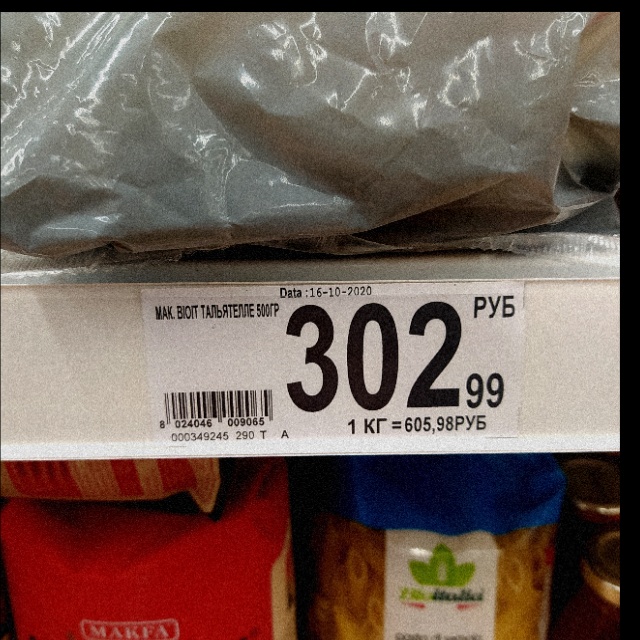 Data :16-10-2020
МАК. BIOIT ТАЛЬЯТЕЛЛЕ 500ГР
302 99 РУБ
8 024046 009065
1 КГ = 605,98РУБ
000349245 290 Т А
МАКFА